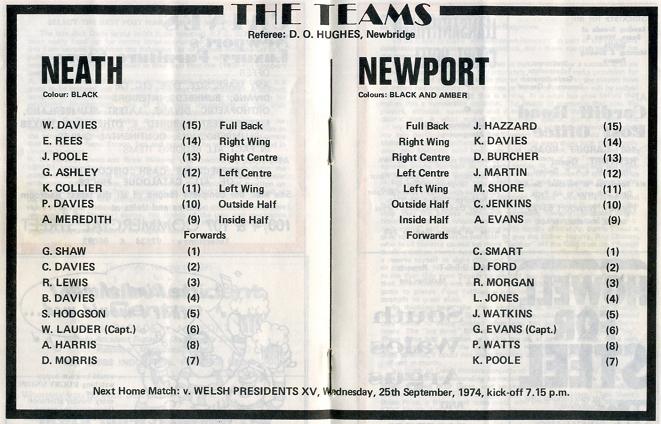 THE TEAMS
Referee: D. O. HUGHES, Newbridge
NEATH
Colour: BLACK
W. DAVIES (15) Full Back
E. REES (14) Right Wing
J. POOLE (13) Right Centre
G. ASHLEY (12) Left Centre
K. COLLIER (11) Left Wing
P. DAVIES (10) Outside Half
A. MEREDITH (9) Inside Half
Forwards
G. SHAW (1)
C. DAVIES (2)
R. LEWIS (3)
B. DAVIES (4)
S. HODGSON (5)
W. LAUDER (Capt.) (6)
A. HARRIS (8)
D. MORRIS (7)
NEWPORT
Colours: BLACK AND AMBER
Full Back J. HAZZARD (15)
Right Wing K. DAVIES (14)
Right Centre D. BURCHER (13)
Left Centre J. MARTIN (12)
Left Wing M. SHORE (11)
Outside Half C. JENKINS (10)
Inside Half A. EVANS (9)
Forwards
C. SMART (1)
D. FORD (2)
R. MORGAN (3)
L. JONES (4)
J. WATKINS (5)
G. EVANS (Capt.) (6)
P. WATTS (8)
K. POOLE (7)
Next Home Match: v. WELSH PRESIDENTS XV, Wednesday, 25th September, 1974, kick-off 7.15 p.m.